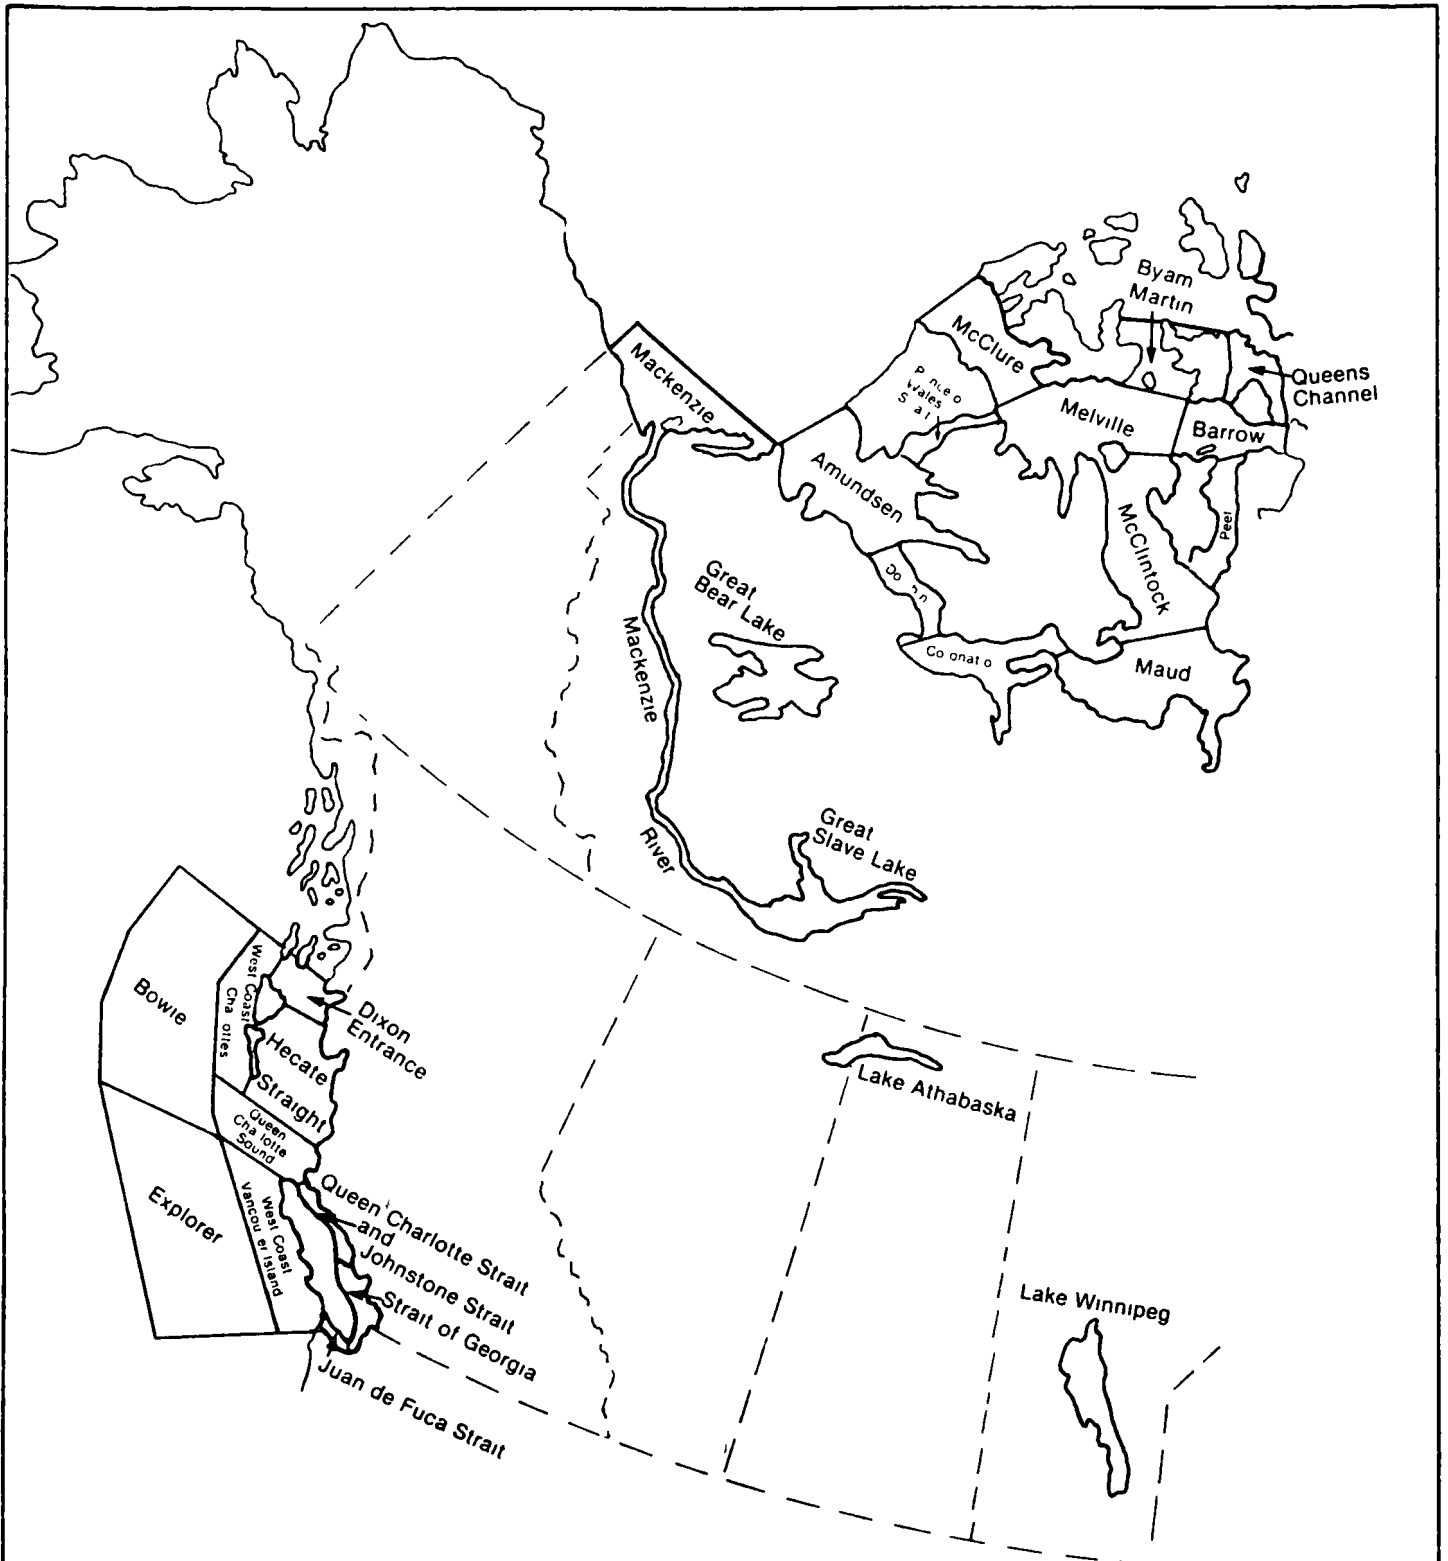 Byam
Martin
McClure
Mackenzie
Queens
Channel
Wales
Melville
Barrow
Amundsen
McClintock
Peel
Great
Bear Lake
Mackenzie
River
Maud
Great
Slave Lake
Bowie
West Coast
Dixon
Entrance
Hecate
Straight
Lake Athabaska
Queen
Sound
Explorer
West Coast
Island
Queen Charlotte Strait
and
Johnstone Strait
Strait of Georgia
Juan de Fuca Strait
Lake Winnipeg